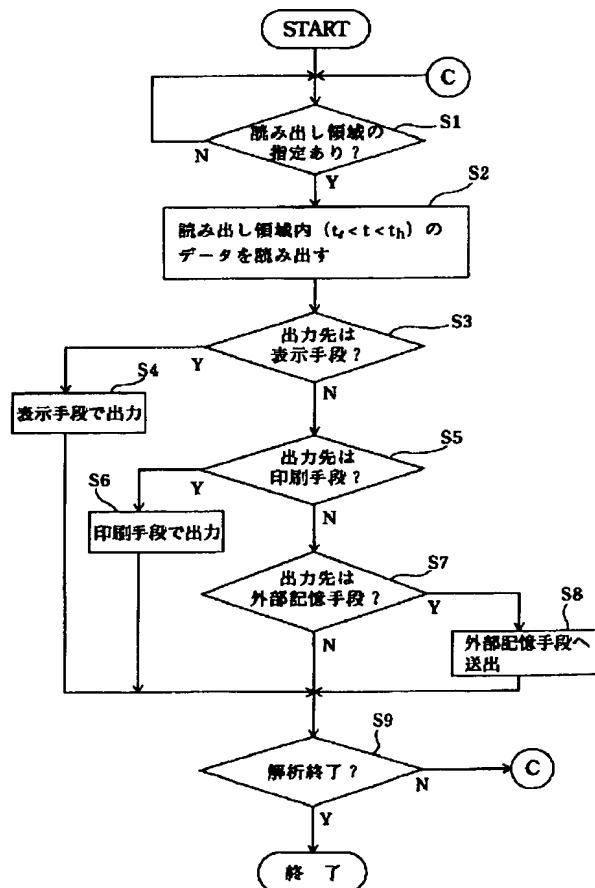 START
C
S1
読み出し領域の
指定あり?
N
Y
S2
読み出し領域内 (tℓ < t < th) の
データを読み出す
S3
出力先は
表示手段?
Y
N
S4
表示手段で出力
S5
出力先は
印刷手段?
Y
N
S6
印刷手段で出力
S7
出力先は
外部記憶手段?
Y
N
S8
外部記憶手段へ
送出
S9
解析終了?
N
C
Y
終 了